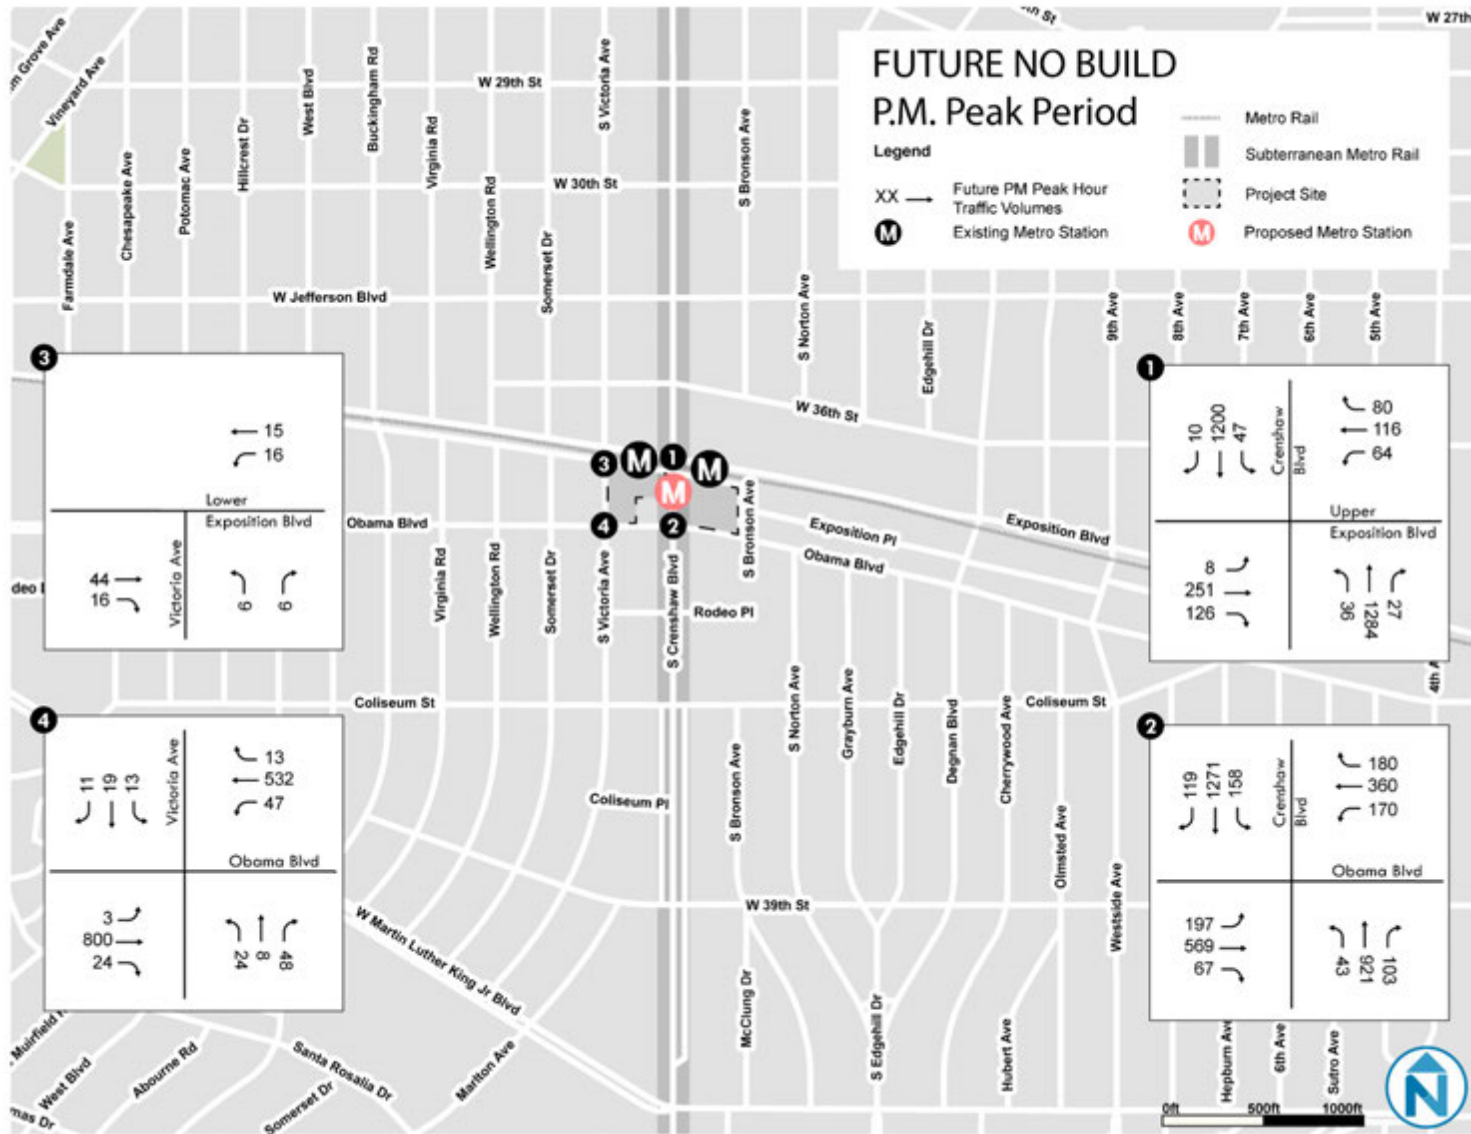 FUTURE NO BUILD
P.M. Peak Period
Legend
XX
Future PM Peak Hour
Traffic Volumes
M
Existing Metro Station
Metro Rail
Subterranean Metro Rail
Project Site
M
Proposed Metro Station
W 27th
Vineyard Ave
Grove Ave
W 29th St
W 30th St
W Jefferson Blvd
W 36th St
Farmdale Ave
Chesapeake Ave
Potomac Ave
Hillcrest Dr
West Blvd
Buckingham Rd
Virginia Rd
Wellington Rd
Somerset Dr
S Victoria Ave
S Bronson Ave
S Norton Ave
Edgehill Dr
9th Ave
8th Ave
7th Ave
6th Ave
5th Ave
3
15
16
Lower
Exposition Blvd
Victoria Ave
44
16
9
9
1
10
1200
47
Crenshaw
Blvd
80
116
64
Upper
Exposition Blvd
8
251
126
36
1284
27
3
M
1
M
M
4
2
Obama Blvd
Exposition Pl
Exposition Blvd
Obama Blvd
S Bronson Ave
Virginia Rd
Wellington Rd
Somerset Dr
S Victoria Ave
S Crenshaw Blvd
Rodeo Pl
Coliseum St
Coliseum St
Coliseum Pl
4
11
19
13
Victoria Ave
13
532
47
Obama Blvd
3
800
24
24
8
48
2
119
1271
158
Crenshaw
Blvd
180
360
170
Obama Blvd
197
569
67
43
921
103
S Bronson Ave
S Norton Ave
Grayburn Ave
Edgehill Dr
Degnan Blvd
Cherrywood Ave
Olmsted Ave
Westside Ave
W 39th St
W Martin Luther King Jr Blvd
McClung Dr
S Edgehill Dr
Hubert Ave
Hepburn Ave
6th Ave
Sutro Ave
Muirfield
West Blvd
Abourne Rd
Santa Rosalia Dr
Somerset Dr
Marlton Ave
0ft
500ft
1000ft
N